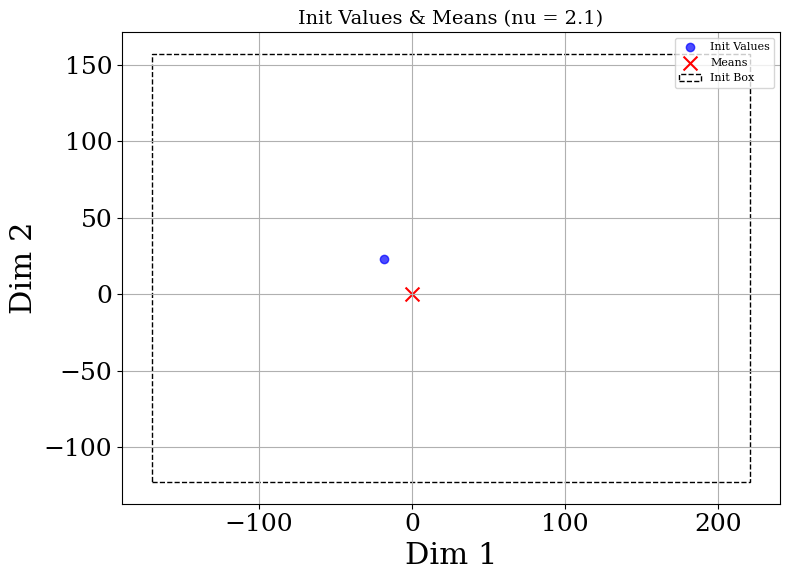 Init Values & Means (nu = 2.1)
Init Values
Means
Init Box
150
100
50
0
−50
−100
Dim 2
−100
0
100
200
Dim 1